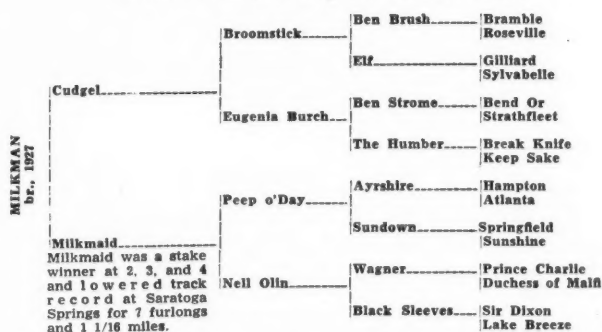 MILKMAN
br., 1927
Cudgel
Milkmaid
Milkmaid was a stake
winner at 2, 3, and 4
and lowered track
record at Saratoga
Springs for 7 furlongs
and 1 1/16 miles.
Broomstick
Eugenia Burch
Peep o'Day
Nell Olin
Ben Brush
Elf
Ben Strome
The Humber
Ayrshire
Sundown
Wagner
Black Sleeves
Bramble
Roseville
Gilliard
Sylvabelle
Bend Or
Strathfleet
Break Knife
Keep Sake
Hampton
Atlanta
Springfield
Sunshine
Prince Charlie
Duchess of Malfi
Sir Dixon
Lake Breeze